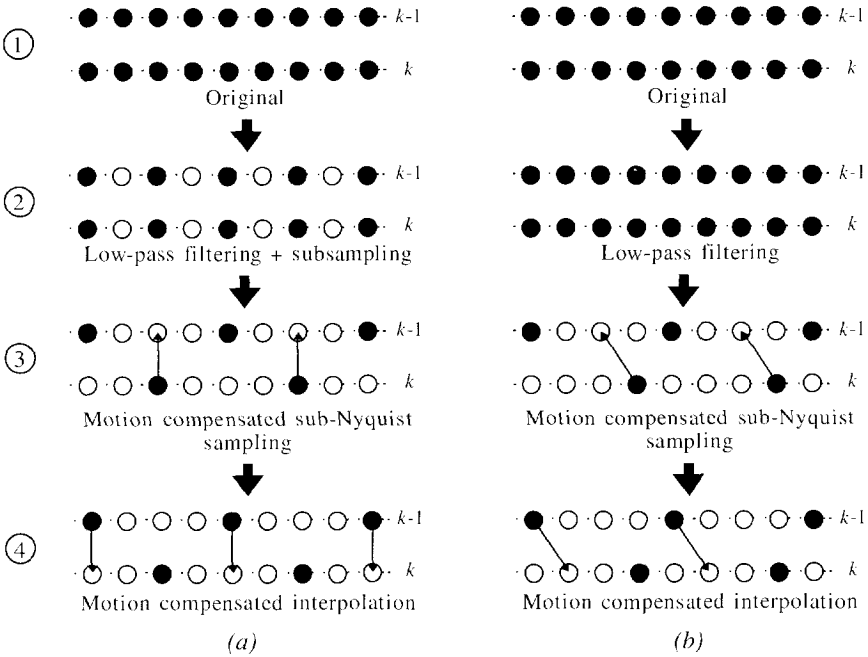 1
k-1
k
Original
2
k-1
k
Low-pass filtering + subsampling
3
k-1
k
Motion compensated sub-Nyquist
sampling
4
k-1
k
Motion compensated interpolation
(a)
k-1
k
Original
k-1
k
Low-pass filtering
k-1
k
Motion compensated sub-Nyquist
sampling
k-1
k
Motion compensated interpolation
(b)